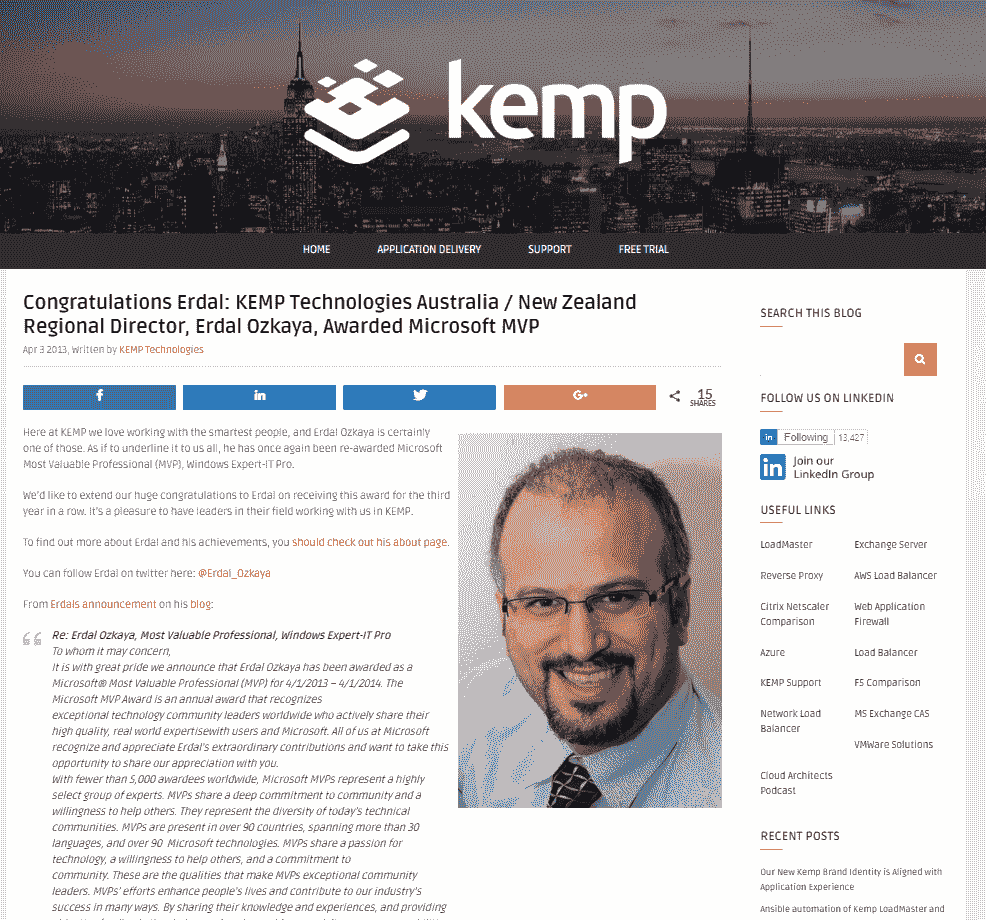 kemp
HOME APPLICATION DELIVERY SUPPORT FREE TRIAL
Congratulations Erdal: KEMP Technologies Australia / New Zealand
Regional Director, Erdal Ozkaya, Awarded Microsoft MVP
Apr 3 2013, Written by KEMP Technologies
15
SHARES
Here at KEMP we love working with the smartest people, and Erdal Ozkaya is certainly
one of those. As if to underline it to us all, he has once again been re-awarded Microsoft
Most Valuable Professional (MVP), Windows Expert-IT Pro.
We'd like to extend our huge congratulations to Erdal on receiving this award for the third
year in a row. It's a pleasure to have leaders in their field working with us in KEMP.
To find out more about Erdal and his achievements, you should check out his about page.
You can follow Erdal on twitter here: @Erdal_Ozkaya
From Erdals announcement on his blog:
Re: Erdal Ozkaya, Most Valuable Professional, Windows Expert-IT Pro
To whom it may concern,
It is with great pride we announce that Erdal Ozkaya has been awarded as a
Microsoft® Most Valuable Professional (MVP) for 4/1/2013 – 4/1/2014. The
Microsoft MVP Award is an annual award that recognizes
exceptional technology community leaders worldwide who actively share their
high quality, real world expertisewith users and Microsoft. All of us at Microsoft
recognize and appreciate Erdal's extraordinary contributions and want to take this
opportunity to share our appreciation with you.
With fewer than 5,000 awardees worldwide, Microsoft MVPs represent a highly
select group of experts. MVPs share a deep commitment to community and a
willingness to help others. They represent the diversity of today's technical
communities. MVPs are present in over 90 countries, spanning more than 30
languages, and over 90 Microsoft technologies. MVPs share a passion for
technology, a willingness to help others, and a commitment to
community. These are the qualities that make MVPs exceptional community
leaders. MVPs' efforts enhance people's lives and contribute to our industry's
success in many ways. By sharing their knowledge and experiences, and providing
SEARCH THIS BLOG
FOLLOW US ON LINKEDIN
in Following 13,427
in Join our
LinkedIn Group
USEFUL LINKS
LoadMaster Exchange Server
Reverse Proxy AWS Load Balancer
Citrix Netscaler Web Application
Comparison Firewall
Azure Load Balancer
KEMP Support F5 Comparison
Network Load MS Exchange CAS
Balancer
VMWare Solutions
Cloud Architects
Podcast
RECENT POSTS
Our New Kemp Brand Identity is Aligned with
Application Experience
Ansible automation of Kemp LoadMaster and